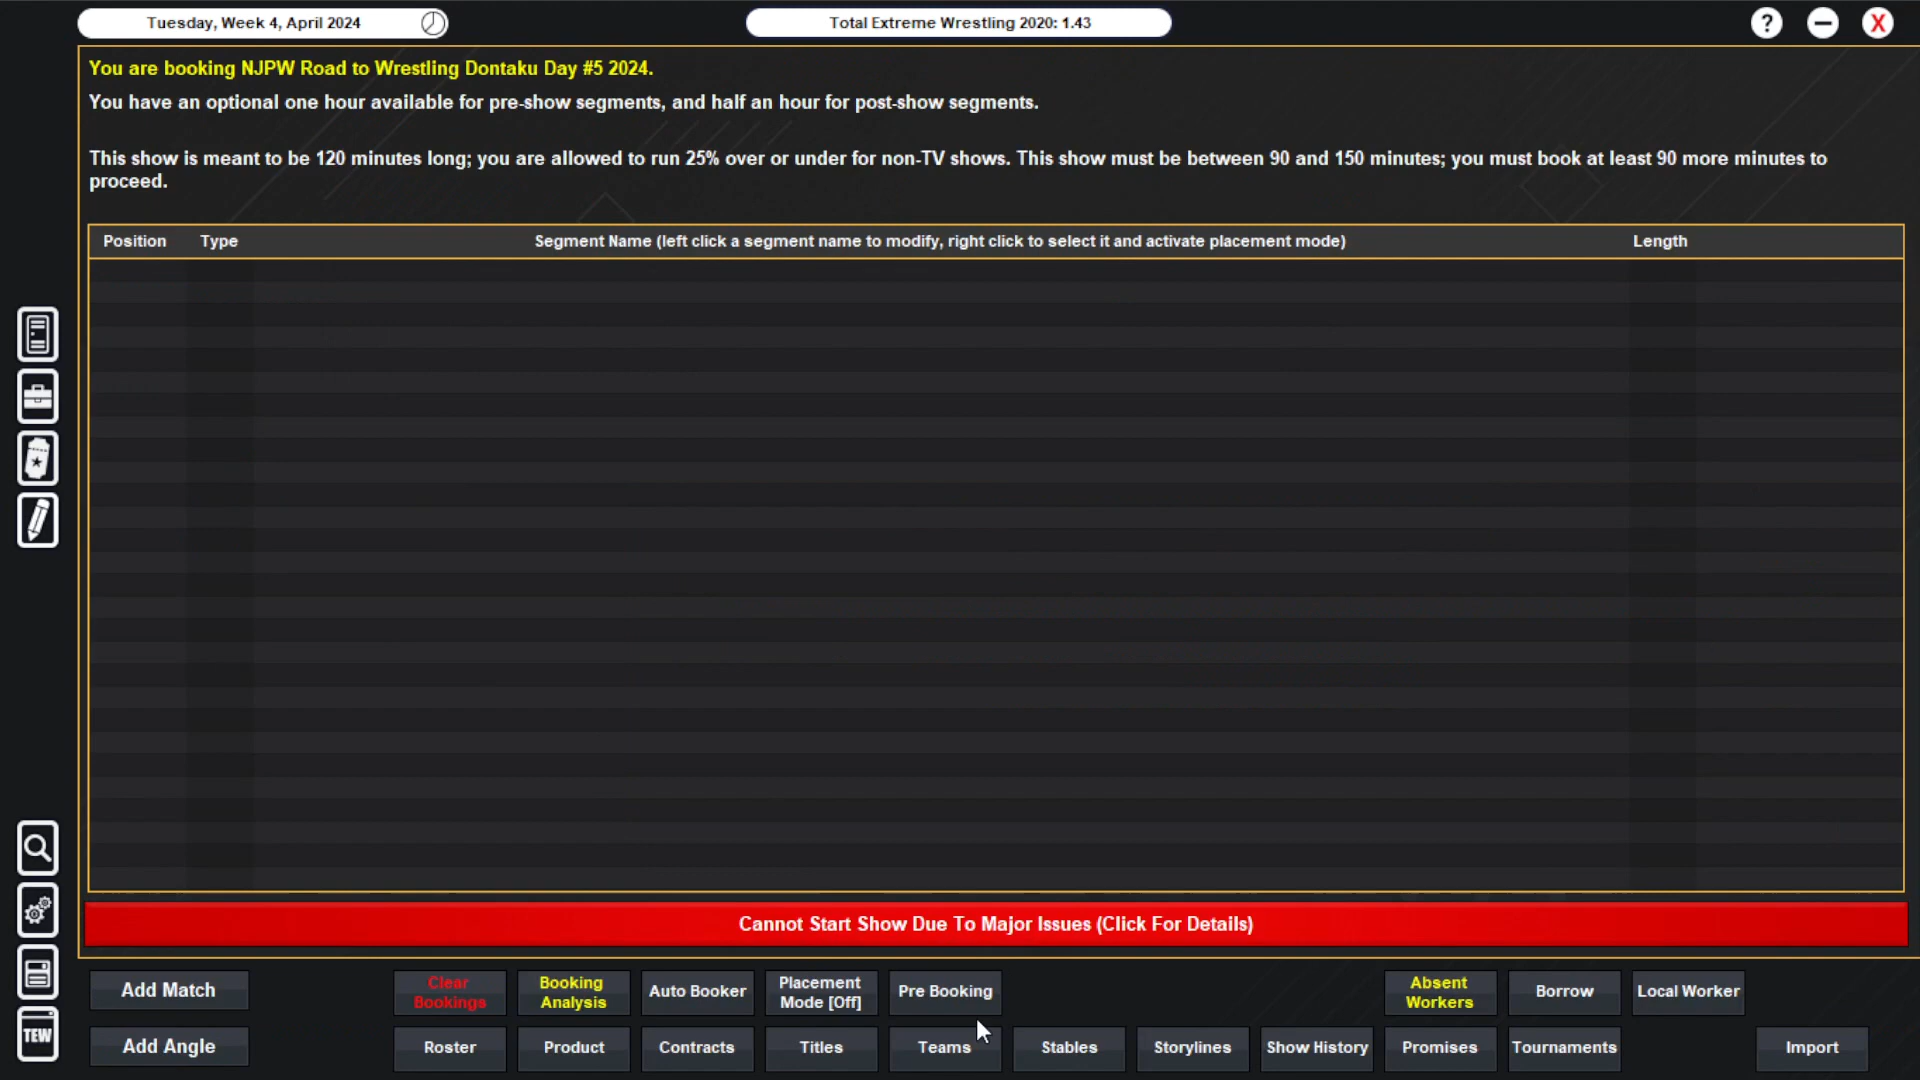 Tuesday, Week 4, April 2024
Total Extreme Wrestling 2020: 1.43
?
X
You are booking NJPW Road to Wrestling Dontaku Day #5 2024.
You have an optional one hour available for pre-show segments, and half an hour for post-show segments.
This show is meant to be 120 minutes long; you are allowed to run 25% over or under for non-TV shows. This show must be between 90 and 150 minutes; you must book at least 90 more minutes to
proceed.
Position
Type
Segment Name (left click a segment name to modify, right click to select it and activate placement mode)
Length
Cannot Start Show Due To Major Issues (Click For Details)
TEW
Add Match
Clear
Bookings
Booking
Analysis
Auto Booker
Placement
Mode [Off]
Pre Booking
Absent
Workers
Borrow
Local Worker
Add Angle
Roster
Product
Contracts
Titles
Teams
Stables
Storylines
Show History
Promises
Tournaments
Import